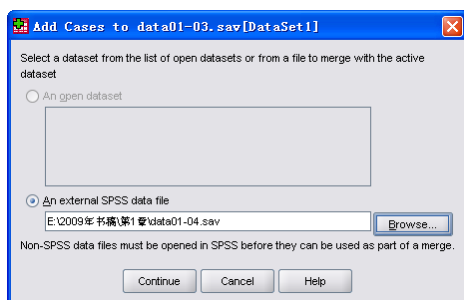 Add Cases to data01-03.sav[DataSet1]
Select a dataset from the list of open datasets or from a file to merge with the active
dataset
An open dataset
An external SPSS data file
E:\2009年书稿\第1章\data01-04.sav
Browse...
Non-SPSS data files must be opened in SPSS before they can be used as part of a merge.
Continue
Cancel
Help